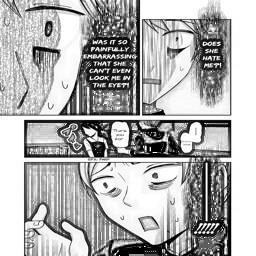 DOES
SHE
HATE
ME?!
WAS IT SO
PAINFULLY
EMBARRASSING
THAT SHE
CAN'T EVEN
LOOK ME IN
THE EYE?!
!!!!!